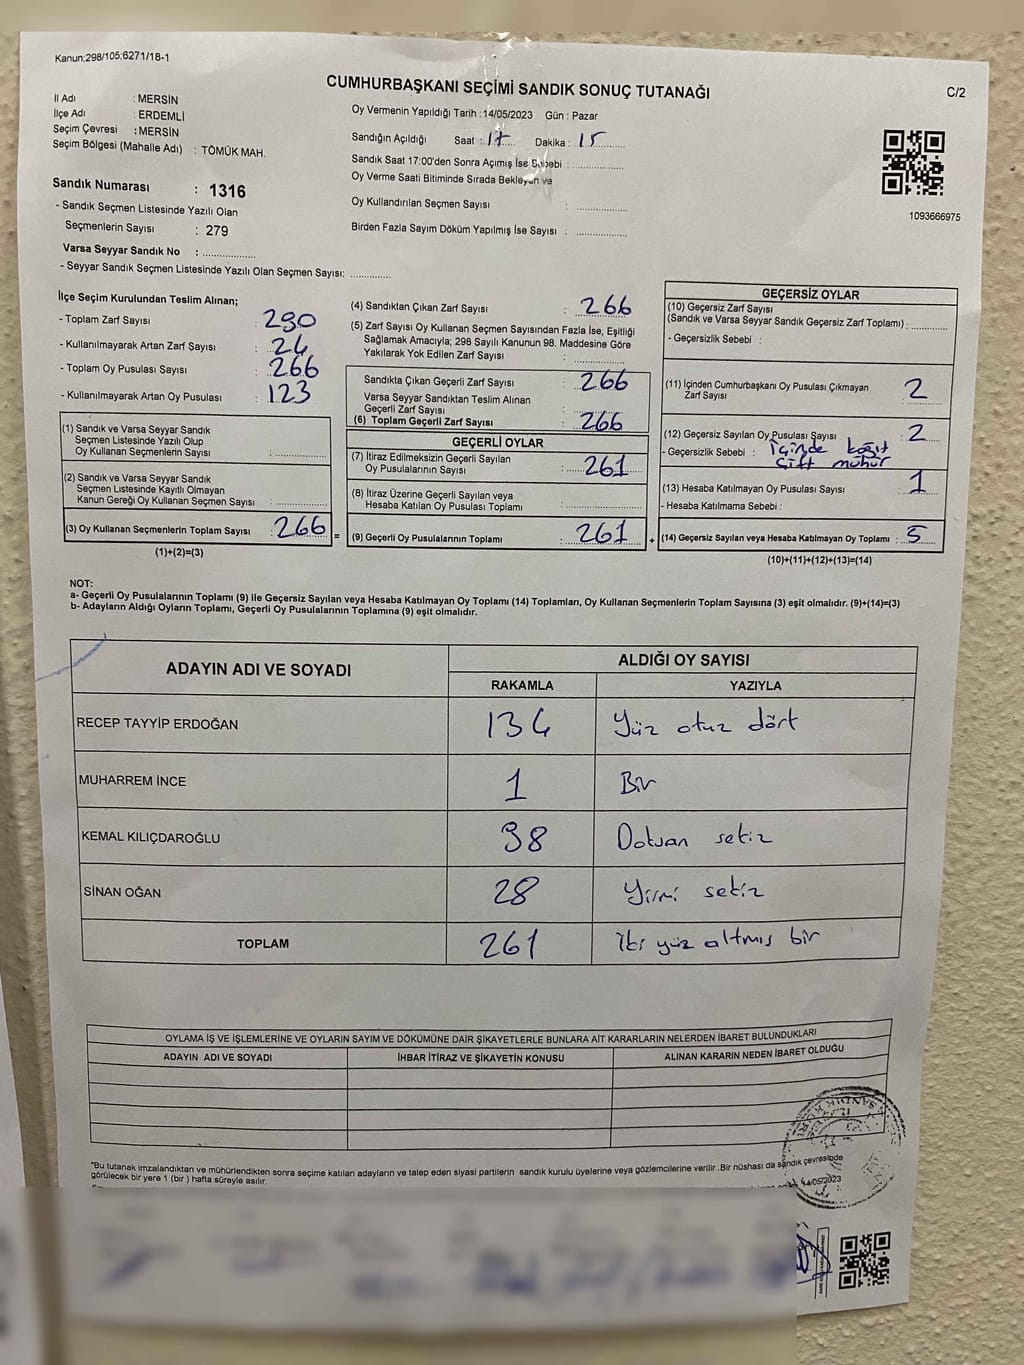 Kanun:298/105;6271/18-1
CUMHURBAŞKANI SEÇİMİ SANDIK SONUÇ TUTANAĞI
C/2
İl Adı : MERSİN
İlçe Adı : ERDEMLİ
Seçim Çevresi : MERSİN
Seçim Bölgesi (Mahalle Adı) : TÖMÜK MAH.
Oy Vermenin Yapıldığı Tarih : 14/05/2023 Gün : Pazar
Sandığın Açıldığı Saat : 17 Dakika : 15
Sandık Saat 17:00'den Sonra Açımış İse Sebebi :
Oy Verme Saati Bitiminde Sırada Bekleyen ve
Oy Kullandırılan Seçmen Sayısı :
Birden Fazla Sayım Döküm Yapılmış İse Sayısı :
1093666975
Sandık Numarası : 1316
- Sandık Seçmen Listesinde Yazılı Olan
Seçmenlerin Sayısı : 279
Varsa Seyyar Sandık No :
- Seyyar Sandık Seçmen Listesinde Yazılı Olan Seçmen Sayısı:
İlçe Seçim Kurulundan Teslim Alınan;
- Toplam Zarf Sayısı : 290
- Kullanılmayarak Artan Zarf Sayısı : 24
- Toplam Oy Pusulası Sayısı : 266
- Kullanılmayarak Artan Oy Pusulası : 123
(1) Sandık ve Varsa Seyyar Sandık
Seçmen Listesinde Yazılı Olup
Oy Kullanan Seçmenlerin Sayısı :
(2) Sandık ve Varsa Seyyar Sandık
Seçmen Listesinde Kayıtlı Olmayan
Kanun Gereği Oy Kullanan Seçmen Sayısı :
(3) Oy Kullanan Seçmenlerin Toplam Sayısı : 266 =
(1)+(2)=(3)
(4) Sandıktan Çıkan Zarf Sayısı : 266
(5) Zarf Sayısı Oy Kullanan Seçmen Sayısından Fazla İse, Eşitliği
Sağlamak Amacıyla; 298 Sayılı Kanunun 98. Maddesine Göre
Yakılarak Yok Edilen Zarf Sayısı :
Sandıkta Çıkan Geçerli Zarf Sayısı : 266
Varsa Seyyar Sandıktan Teslim Alınan
Geçerli Zarf Sayısı :
(6) Toplam Geçerli Zarf Sayısı : 266
GEÇERLİ OYLAR
(7) İtiraz Edilmeksizin Geçerli Sayılan
Oy Pusulalarının Sayısı : 261
(8) İtiraz Üzerine Geçerli Sayılan veya
Hesaba Katılan Oy Pusulası Toplamı :
(9) Geçerli Oy Pusulalarının Toplamı : 261 +
GEÇERSİZ OYLAR
(10) Geçersiz Zarf Sayısı
(Sandık ve Varsa Seyyar Sandık Geçersiz Zarf Toplamı) :
- Geçersizlik Sebebi :
(11) İçinden Cumhurbaşkanı Oy Pusulası Çıkmayan
Zarf Sayısı : 2
(12) Geçersiz Sayılan Oy Pusulası Sayısı : 2
- Geçersizlik Sebebi : İçinde kağıt
Çift mühür
(13) Hesaba Katılmayan Oy Pusulası Sayısı : 1
- Hesaba Katılmama Sebebi :
(14) Geçersiz Sayılan veya Hesaba Katılmayan Oy Toplamı : 5
(10)+(11)+(12)+(13)=(14)
NOT:
a- Geçerli Oy Pusulalarının Toplamı (9) ile Geçersiz Sayılan veya Hesaba Katılmayan Oy Toplamı (14) Toplamları, Oy Kullanan Seçmenlerin Toplam Sayısına (3) eşit olmalıdır. (9)+(14)=(3)
b- Adayların Aldığı Oyların Toplamı, Geçerli Oy Pusulalarının Toplamına (9) eşit olmalıdır.
ADAYIN ADI VE SOYADI
ALDIĞI OY SAYISI
RAKAMLA YAZIYLA
RECEP TAYYİP ERDOĞAN 134 Yüz otuz dört
MUHARREM İNCE 1 Bir
KEMAL KILIÇDAROĞLU 98 Doksan sekiz
SİNAN OĞAN 28 Yirmi sekiz
TOPLAM 261 İki yüz altmış bir
OYLAMA İŞ VE İŞLEMLERİNE VE OYLARIN SAYIM VE DÖKÜMÜNE DAİR ŞİKAYETLERLE BUNLARA AİT KARARLARIN NELERDEN İBARET BULUNDUKLARI
ADAYIN ADI VE SOYADI İHBAR İTİRAZ VE ŞİKAYETİN KONUSU ALINAN KARARIN NEDEN İBARET OLDUĞU
*Bu tutanak imzalandıktan ve mühürlendikten sonra seçime katılan adayların ve talep eden siyasi partilerin sandık kurulu üyelerine veya gözlemcilerine verilir .Bir nüshası da sandık çevresinde
görülecek bir yere 1 (bir ) hafta süreyle asılır.
14/05/2023